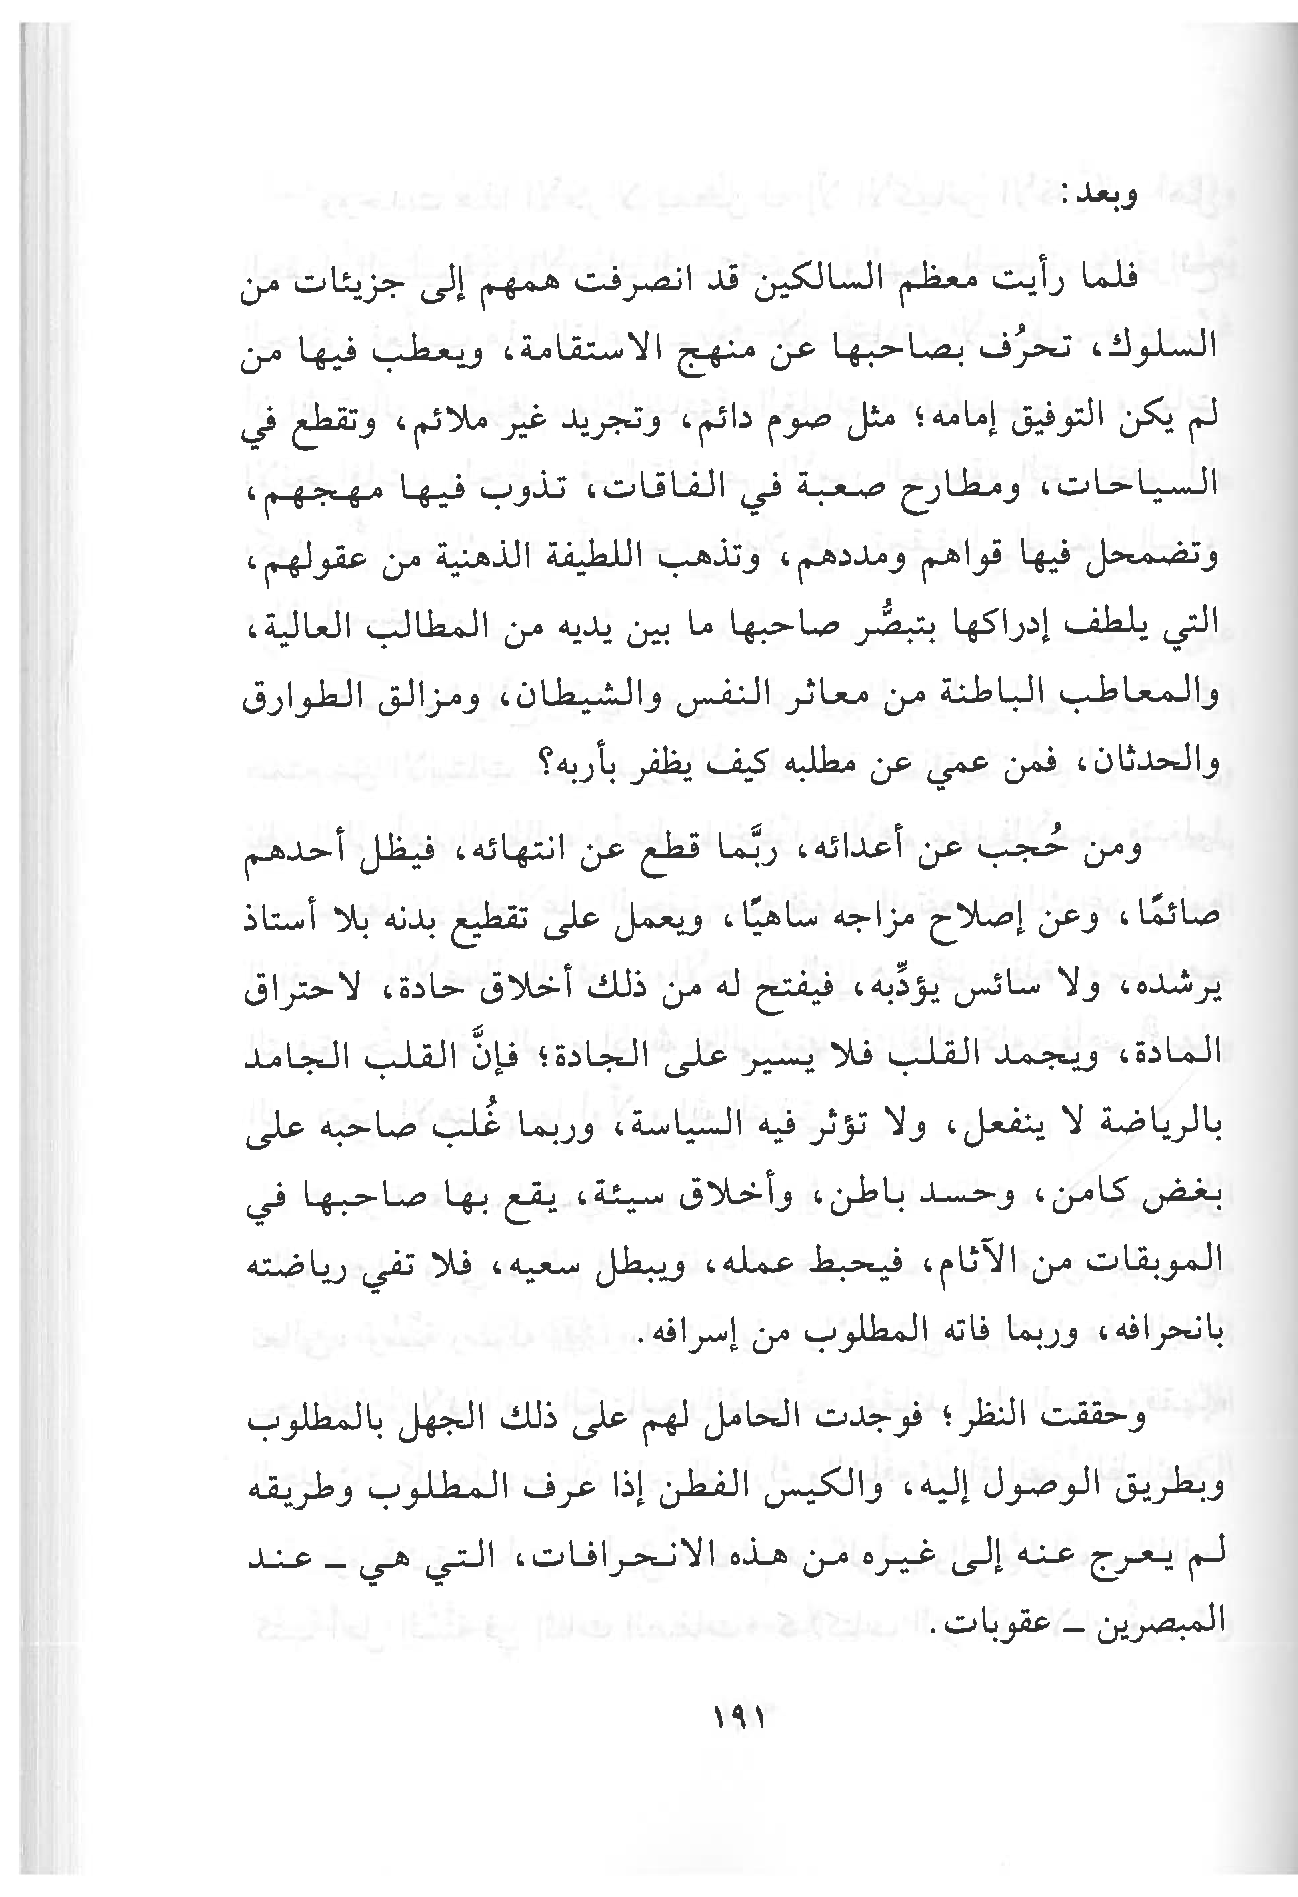 وبعد:
فلما رأيت معظم السالكين قد انصرفت هممهم إلى جزيئات من
السلوك، تحرُف بصاحبها عن منهج الاستقامة، ويعطب فيها من
لم يكن التوفيق إمامه؛ مثل صوم دائم، وتجريد غير ملائم، وتقطع في
السياحات، ومطارح صعبة في الفاقات، تذوب فيها مهجهم،
وتضمحل فيها قواهم ومددهم، وتذهب اللطيفة الذهنية من عقولهم،
التي يلطف إدراكها بتبصُّر صاحبها ما بين يديه من المطالب العالية،
والمعاطب الباطنة من معاثر النفس والشيطان، ومزالق الطوارق
والحدثان، فمن عمي عن مطلبه كيف يظفر بأربه؟
ومن حُجب عن أعدائه، ربَّما قطع عن انتهائه، فيظل أحدهم
صائمًا، وعن إصلاح مزاجه ساهيًا، ويعمل على تقطيع بدنه بلا أستاذ
يرشده، ولا سائس يؤدِّبه، فيفتح له من ذلك أخلاق حادة، لاحتراق
المادة، ويجمد القلب فلا يسير على الجادة؛ فإنَّ القلب الجامد
بالرياضة لا ينفعل، ولا تؤثر فيه السياسة، وربما غُلب صاحبه على
بغض كامن، وحسد باطن، وأخلاق سيئة، يقع بها صاحبها في
الموبقات من الآثام، فيحبط عمله، ويبطل سعيه، فلا تفي رياضته
بانحرافه، وربما فاته المطلوب من إسرافه.
وحققت النظر؛ فوجدت الحامل لهم على ذلك الجهل بالمطلوب
وبطريق الوصول إليه، والكيس الفطن إذا عرف المطلوب وطريقه
لم يعرج عنه إلى غيره من هذه الانحرافات، التي هي ــ عند
المبصرين ــ عقوبات.
١٩١